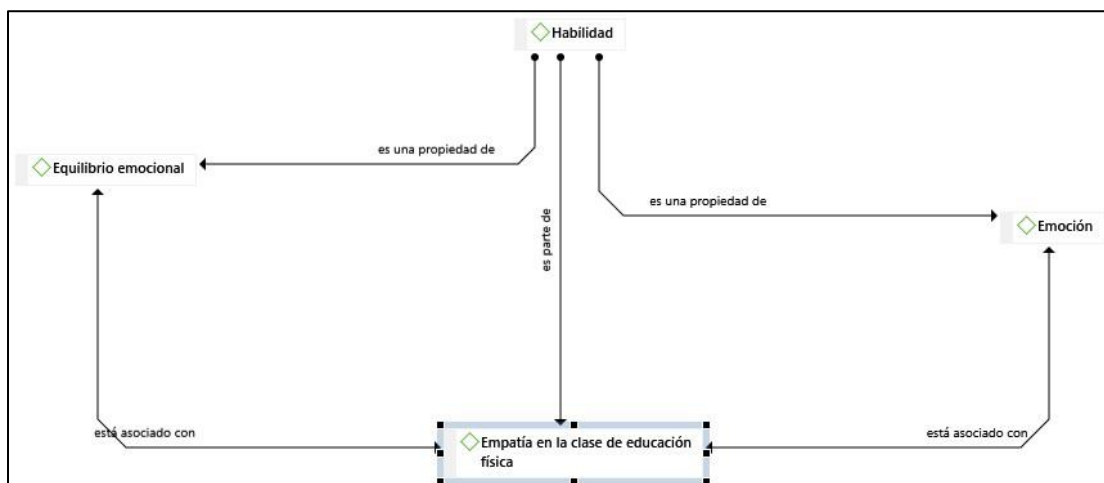 Habilidad
es una propiedad de
Equilibrio emocional
es una propiedad de
es parte de
Emoción
está asociado con
está asociado con
Empatía en la clase de educación
física